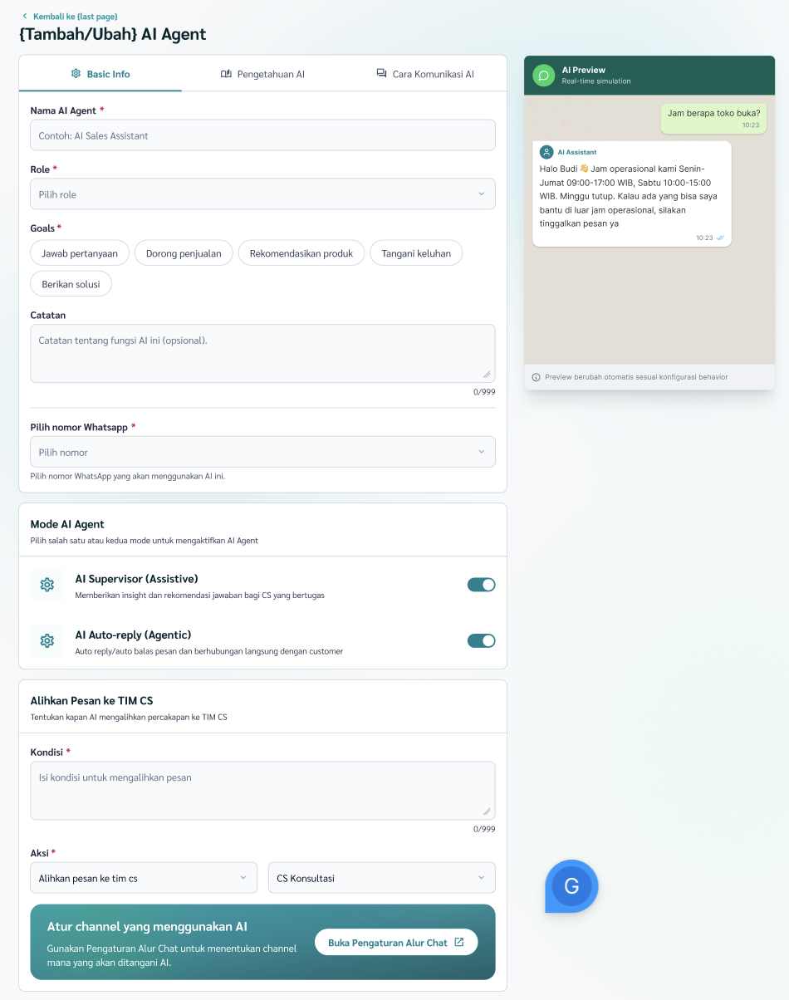 Kembali ke {last page}
{Tambah/Ubah} AI Agent
Basic Info
Pengetahuan AI
Cara Komunikasi AI
Nama AI Agent *
Contoh: AI Sales Assistant
Role *
Pilih role
Goals *
Jawab pertanyaan
Dorong penjualan
Rekomendasikan produk
Tangani keluhan
Berikan solusi
Catatan
Catatan tentang fungsi AI ini (opsional).
0/999
Pilih nomor Whatsapp *
Pilih nomor
Pilih nomor WhatsApp yang akan menggunakan AI ini.
Mode AI Agent
Pilih salah satu atau kedua mode untuk mengaktifkan AI Agent
AI Supervisor (Assistive)
Memberikan insight dan rekomendasi jawaban bagi CS yang bertugas
AI Auto-reply (Agentic)
Auto reply/auto balas pesan dan berhubungan langsung dengan customer
Alihkan Pesan ke TIM CS
Tentukan kapan AI mengalihkan percakapan ke TIM CS
Kondisi *
Isi kondisi untuk mengalihkan pesan
0/999
Aksi *
Alihkan pesan ke tim cs
CS Konsultasi
Atur channel yang menggunakan AI
Gunakan Pengaturan Alur Chat untuk menentukan channel
mana yang akan ditangani AI.
Buka Pengaturan Alur Chat
AI Preview
Real-time simulation
Jam berapa toko buka?
10:23
AI Assistant
Halo Budi 👋 Jam operasional kami Senin-
Jumat 09:00-17:00 WIB, Sabtu 10:00-15:00
WIB. Minggu tutup. Kalau ada yang bisa saya
bantu di luar jam operasional, silakan
tinggalkan pesan ya
10:23
Preview berubah otomatis sesuai konfigurasi behavior
G